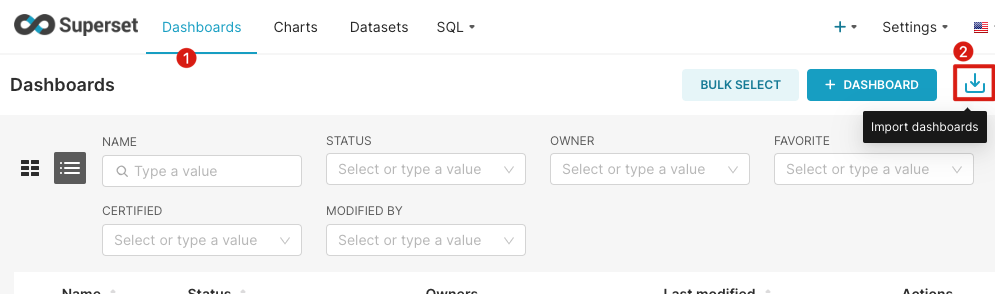 Superset Dashboards Charts Datasets SQL + Settings
1
2
Dashboards BULK SELECT + DASHBOARD
Import dashboards
NAME STATUS OWNER FAVORITE
Type a value Select or type a value Select or type a value Select or type a value
CERTIFIED MODIFIED BY
Select or type a value Select or type a value
Name Status Owners Last modified Actions